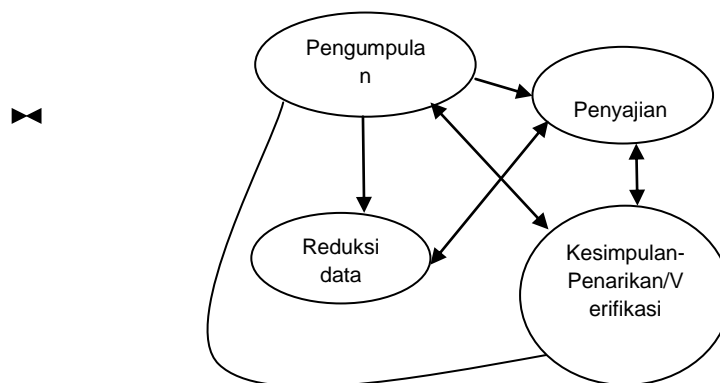 Pengumpula
n
Penyajian
Reduksi
data
Kesimpulan-
Penarikan/V
erifikasi